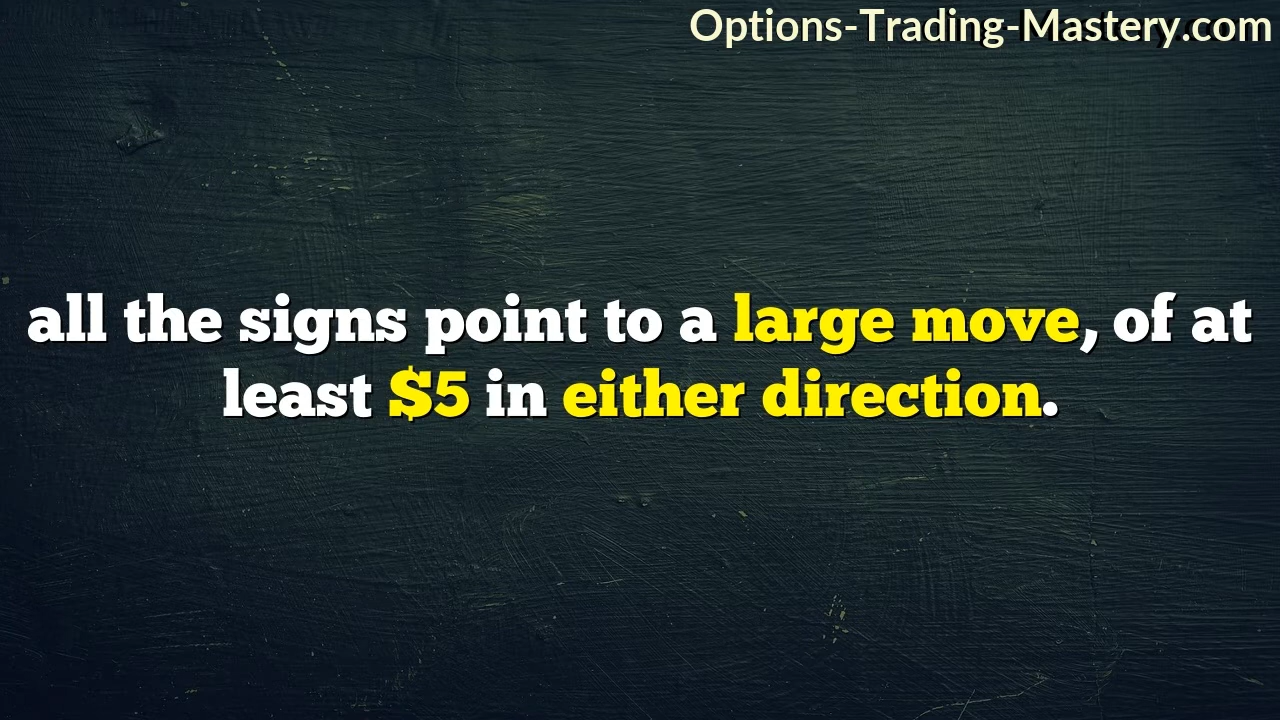 Options-Trading-Mastery.com
all the signs point to a large move, of at
least $5 in either direction.